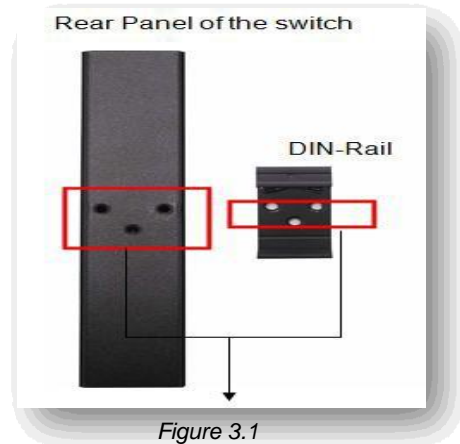 Rear Panel of the switch
DIN-Rail
Figure 3.1